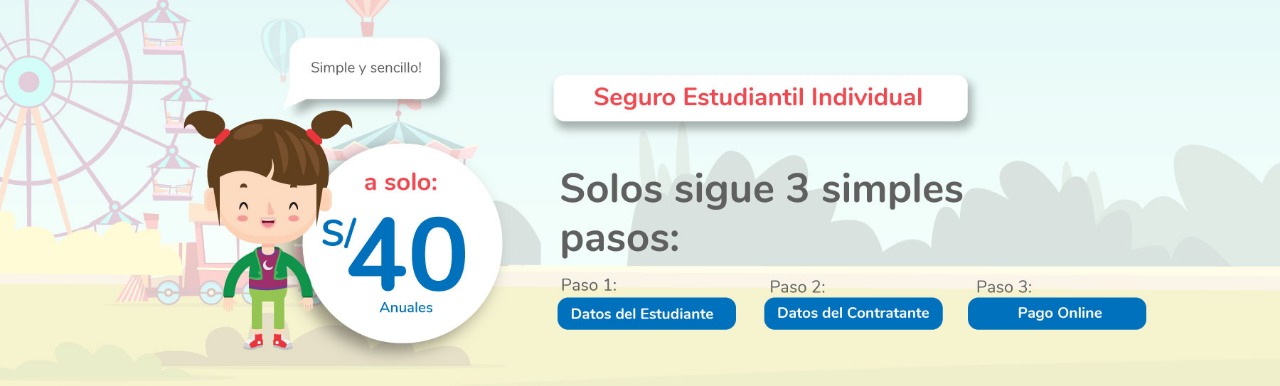 Simple y sencillo!
a solo:
S/40
Anuales
Seguro Estudiantil Individual
Solos sigue 3 simples
pasos:
Paso 1:
Datos del Estudiante
Paso 2:
Datos del Contratante
Paso 3:
Pago Online